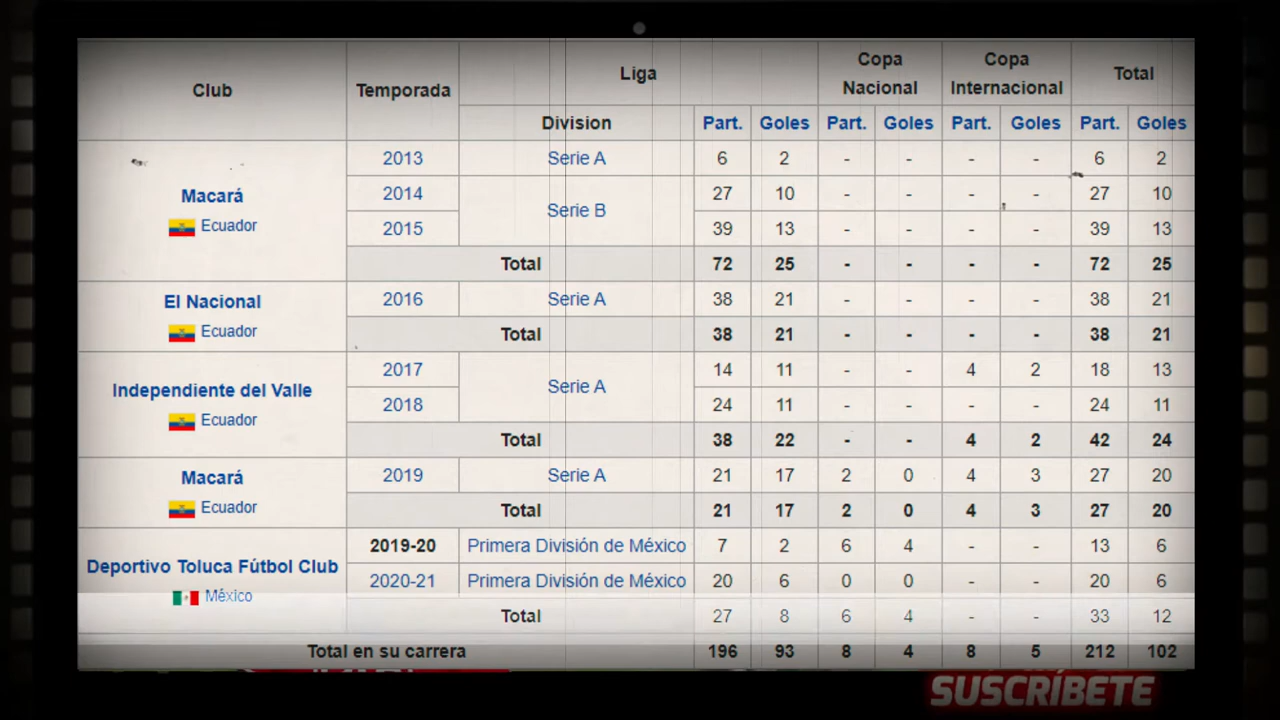 Club Temporada Liga Copa Nacional Copa Internacional Total
Division Part. Goles Part. Goles Part. Goles Part. Goles
Macará Ecuador 2013 Serie A 6 2 - - - - 6 2
2014 Serie B 27 10 - - - - 27 10
2015 39 13 - - - - 39 13
Total 72 25 - - - - 72 25
El Nacional Ecuador 2016 Serie A 38 21 - - - - 38 21
Total 38 21 - - - - 38 21
Independiente del Valle Ecuador 2017 Serie A 14 11 - - 4 2 18 13
2018 24 11 - - - - 24 11
Total 38 22 - - 4 2 42 24
Macará Ecuador 2019 Serie A 21 17 2 0 4 3 27 20
Total 21 17 2 0 4 3 27 20
Deportivo Toluca Fútbol Club México 2019-20 Primera División de México 7 2 6 4 - - 13 6
2020-21 Primera División de México 20 6 0 0 - - 20 6
Total 27 8 6 4 - - 33 12
Total en su carrera 196 93 8 4 8 5 212 102
SUSCRÍBETE